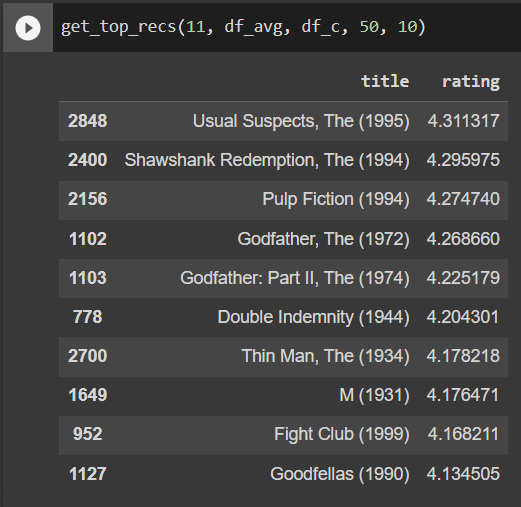 get_top_recs(11, df_avg, df_c, 50, 10)
title rating
2848 Usual Suspects, The (1995) 4.311317
2400 Shawshank Redemption, The (1994) 4.295975
2156 Pulp Fiction (1994) 4.274740
1102 Godfather, The (1972) 4.268660
1103 Godfather: Part II, The (1974) 4.225179
778 Double Indemnity (1944) 4.204301
2700 Thin Man, The (1934) 4.178218
1649 M (1931) 4.176471
952 Fight Club (1999) 4.168211
1127 Goodfellas (1990) 4.134505